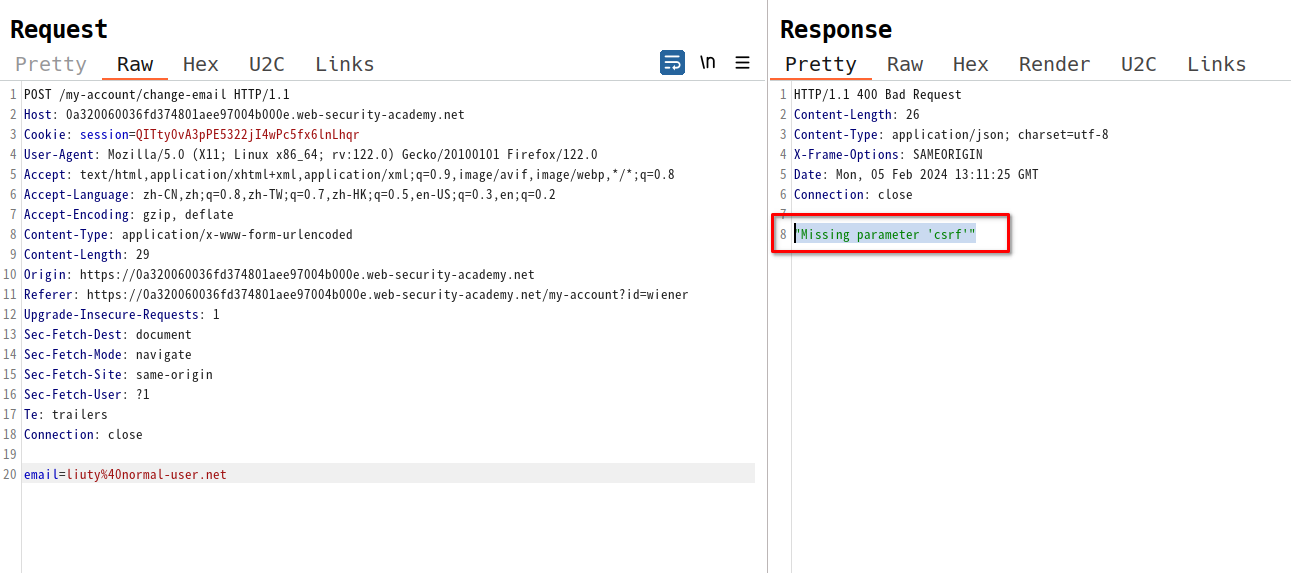 Request
Pretty Raw Hex U2C Links \n
1 POST /my-account/change-email HTTP/1.1
2 Host: 0a320060036fd374801aee97004b000e.web-security-academy.net
3 Cookie: session=QITtyOvA3pPE5322jI4wPc5fx6lnLhqr
4 User-Agent: Mozilla/5.0 (X11; Linux x86_64; rv:122.0) Gecko/20100101 Firefox/122.0
5 Accept: text/html,application/xhtml+xml,application/xml;q=0.9,image/avif,image/webp,*/*;q=0.8
6 Accept-Language: zh-CN,zh;q=0.8,zh-TW;q=0.7,zh-HK;q=0.5,en-US;q=0.3,en;q=0.2
7 Accept-Encoding: gzip, deflate
8 Content-Type: application/x-www-form-urlencoded
9 Content-Length: 29
10 Origin: https://0a320060036fd374801aee97004b000e.web-security-academy.net
11 Referer: https://0a320060036fd374801aee97004b000e.web-security-academy.net/my-account?id=wiener
12 Upgrade-Insecure-Requests: 1
13 Sec-Fetch-Dest: document
14 Sec-Fetch-Mode: navigate
15 Sec-Fetch-Site: same-origin
16 Sec-Fetch-User: ?1
17 Te: trailers
18 Connection: close
19
20 email=liuty%40normal-user.net
Response
Pretty Raw Hex Render U2C Links
1 HTTP/1.1 400 Bad Request
2 Content-Length: 26
3 Content-Type: application/json; charset=utf-8
4 X-Frame-Options: SAMEORIGIN
5 Date: Mon, 05 Feb 2024 13:11:25 GMT
6 Connection: close
7
8 "Missing parameter 'csrf'"